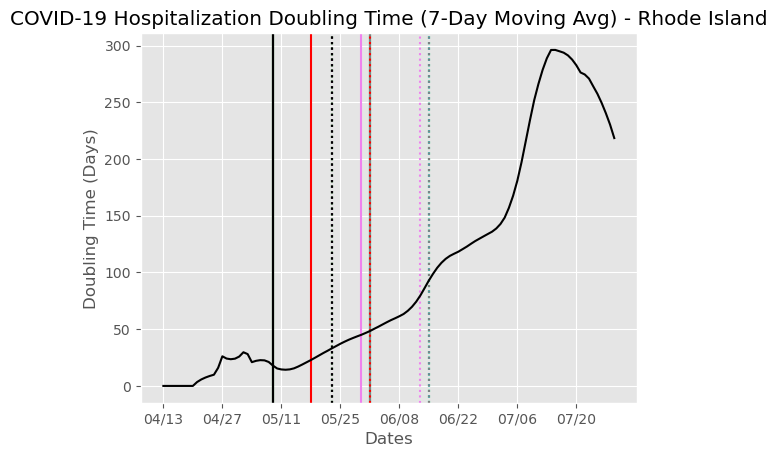 COVID-19 Hospitalization Doubling Time (7-Day Moving Avg) - Rhode Island
Doubling Time (Days)
300
250
200
150
100
50
0
04/13 04/27 05/11 05/25 06/08 06/22 07/06 07/20
Dates